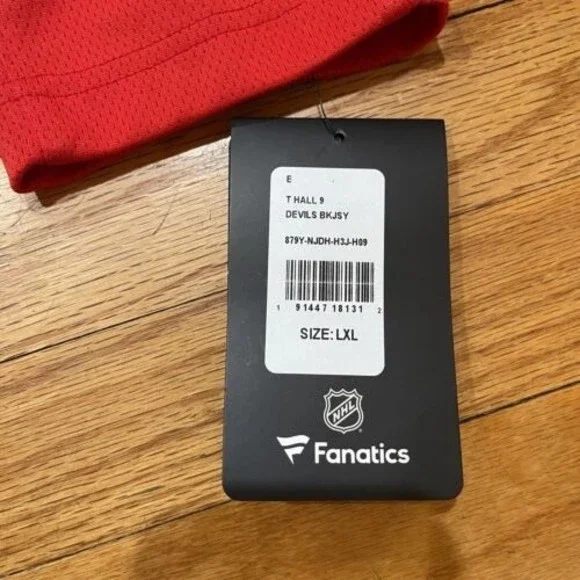 E
T HALL 9
DEVILS BKJSY
879Y-NJDH-H3J-H09
1 91447 18131 2
SIZE: LXL
NHL
Fanatics